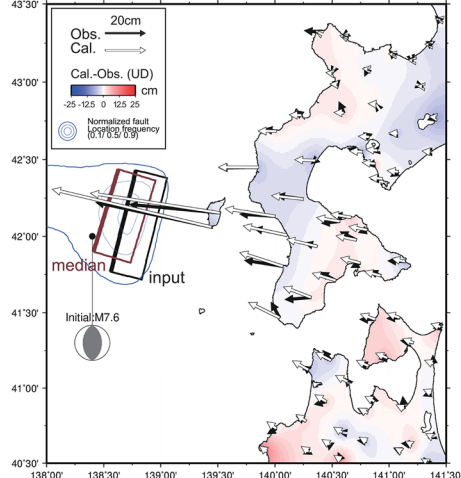 43°30'
20cm
Obs.
Cal.
Cal.-Obs. (UD)
cm
-25 -12.5 0 12.5 25
Normalized fault
Location frequency
(0.1/ 0.5/ 0.9)
43°00'
42°30'
42°00'
median
input
41°30'
Initial:M7.6
41°00'
40°30'
138°00' 138°30' 139°00' 139°30' 140°00' 140°30' 141°00' 141°30'